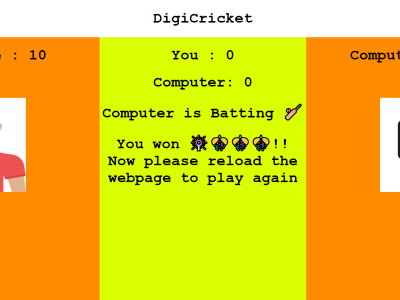 DigiCricket
: 10
You : 0
Computer: 0
Computer is Batting 🏏
You won !!
Now please reload the
webpage to play again